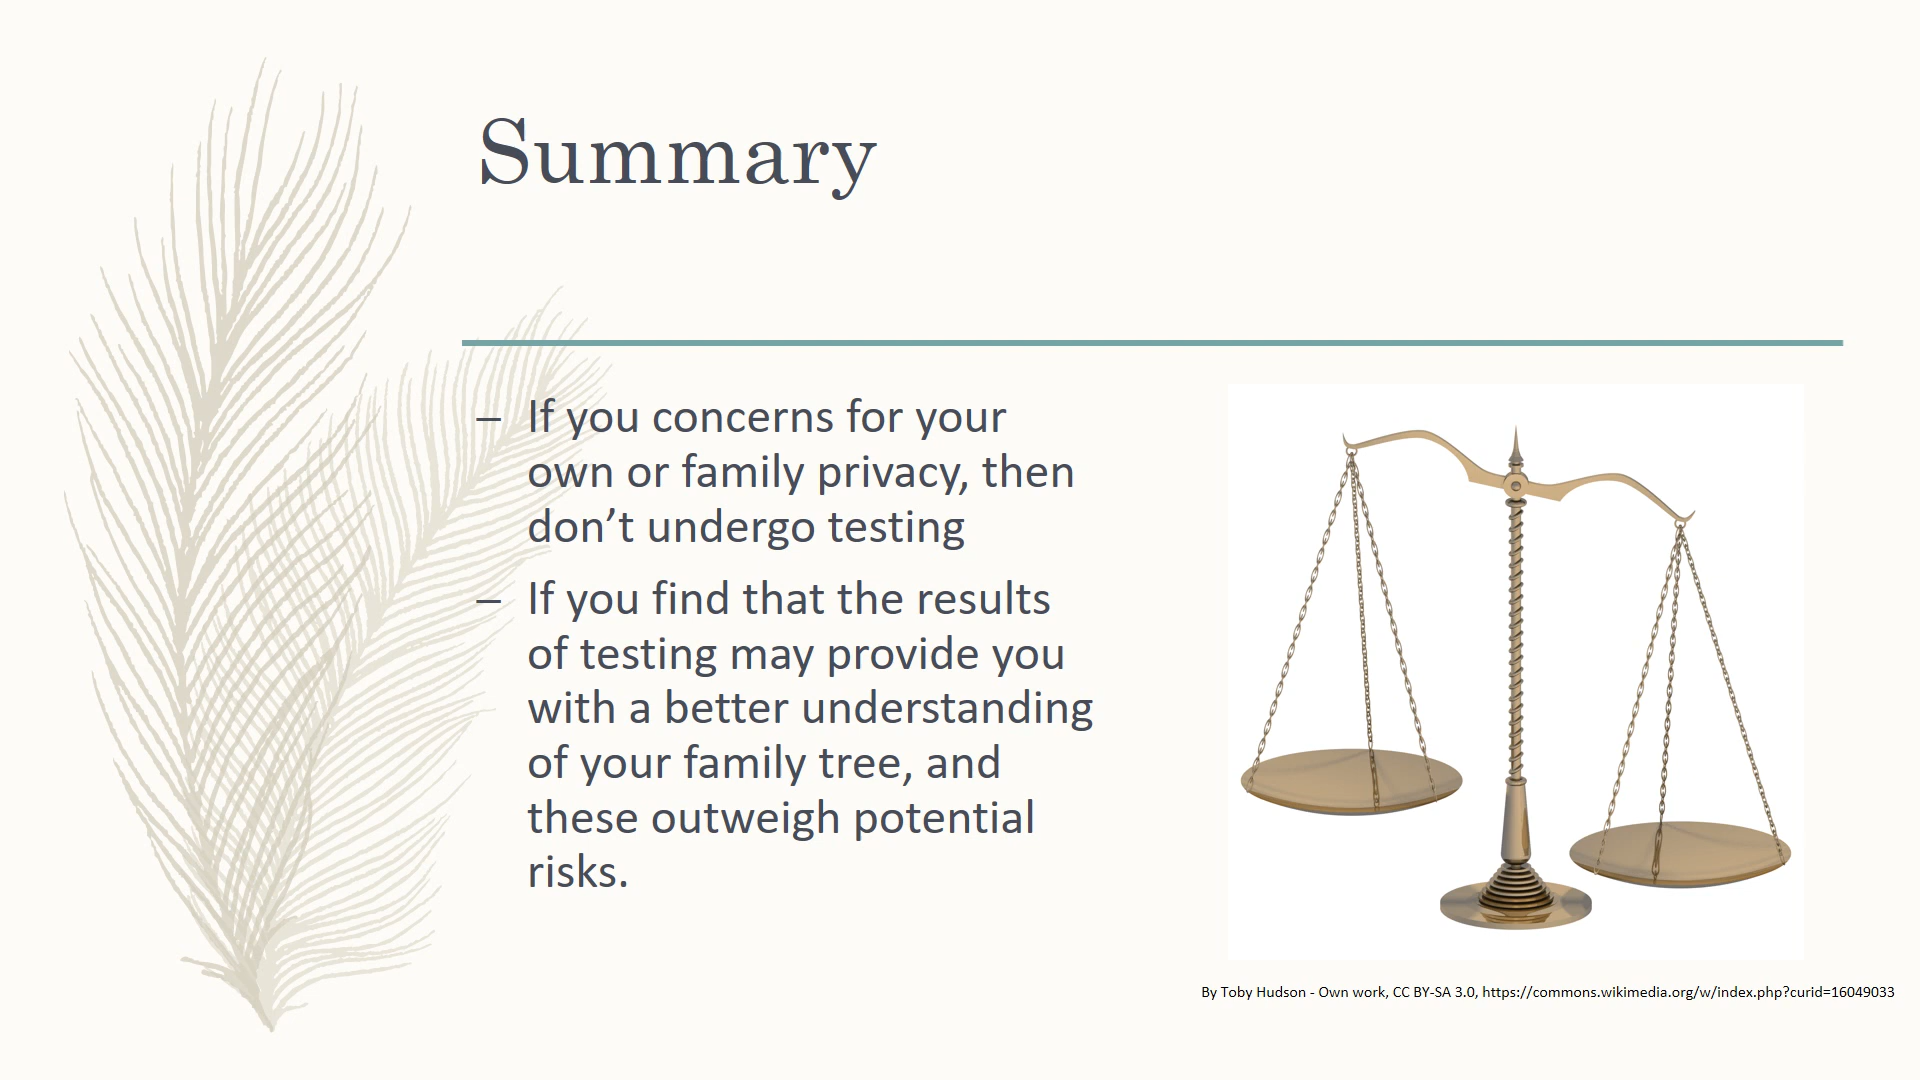 Summary
– If you concerns for your
own or family privacy, then
don’t undergo testing
– If you find that the results
of testing may provide you
with a better understanding
of your family tree, and
these outweigh potential
risks.
By Toby Hudson - Own work, CC BY-SA 3.0, https://commons.wikimedia.org/w/index.php?curid=16049033